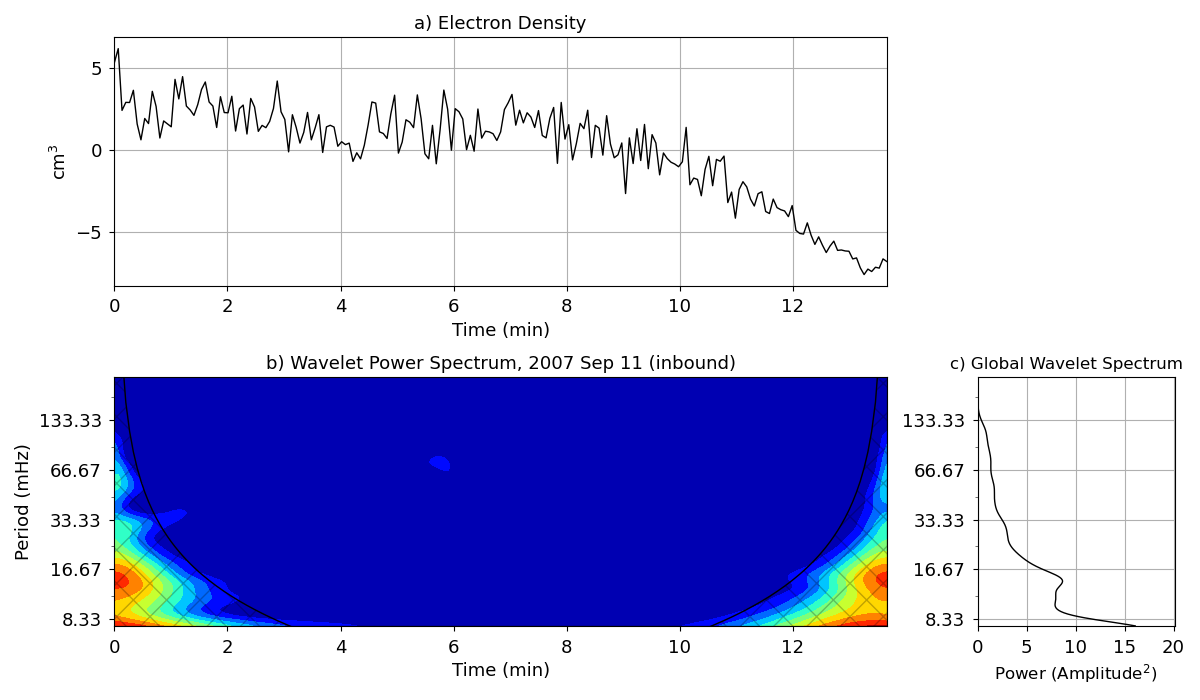 a) Electron Density
5
0
−5
cm³
0 2 4 6 8 10 12
Time (min)
b) Wavelet Power Spectrum, 2007 Sep 11 (inbound)
133.33
66.67
33.33
16.67
8.33
Period (mHz)
0 2 4 6 8 10 12
Time (min)
c) Global Wavelet Spectrum
133.33
66.67
33.33
16.67
8.33
0 5 10 15 20
Power (Amplitude²)